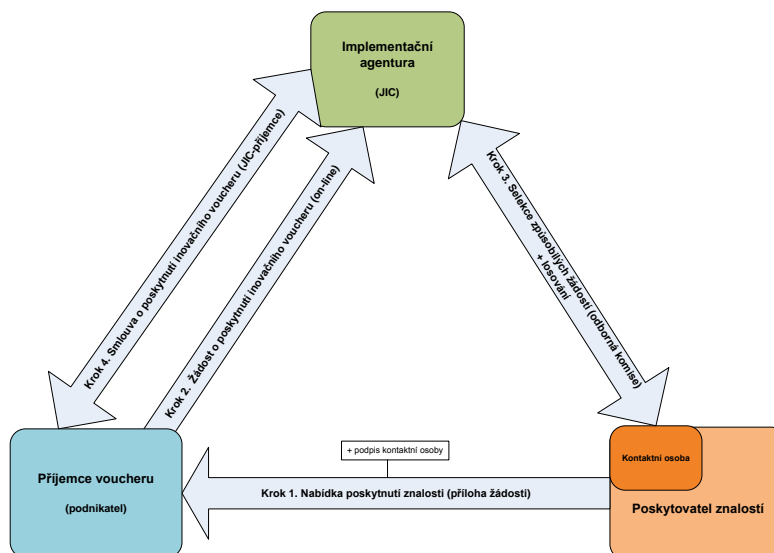 Implementační
agentura
(JIC)
Krok 4. Smlouva o poskytnutí inovačního voucheru (JIC-příjemce)
Krok 2.  Žádost o poskytnutí inovačního voucheru (on-line)
Krok 3. Selekce způsobilých žádostí (odborná komise)
+ losování
Příjemce voucheru
(podnikatel)
+ podpis kontaktní osoby
Krok 1. Nabídka poskytnutí znalosti (příloha žádosti)
Kontaktní osoba
Poskytovatel znalostí